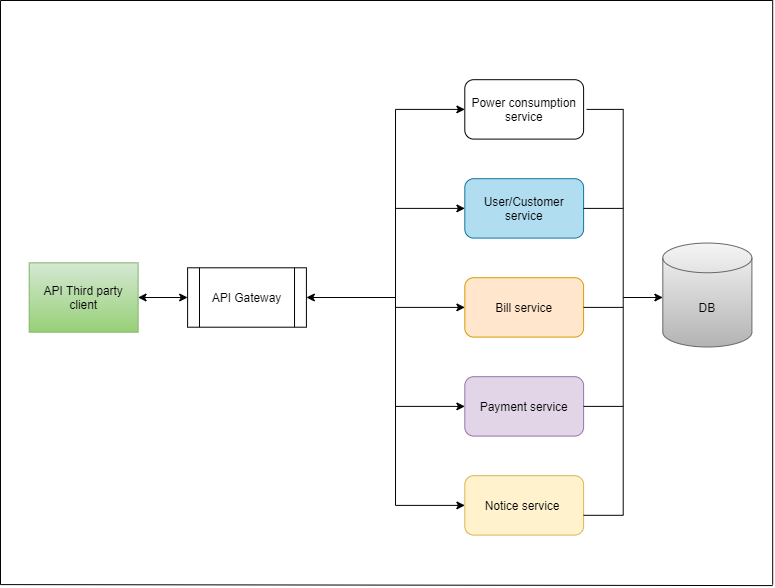 Power consumption
service
User/Customer
service
API Third party
client
API Gateway
Bill service
DB
Payment service
Notice service